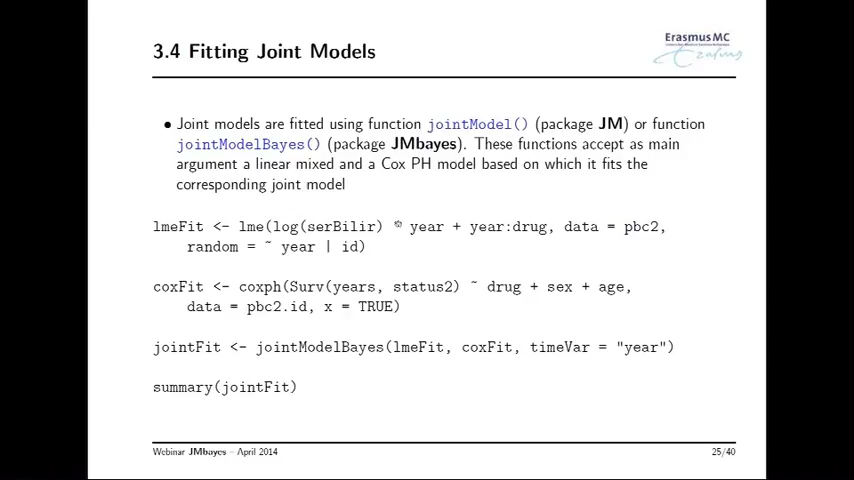 3.4 Fitting Joint Models
Erasmus MC
Erasmus
• Joint models are fitted using function jointModel() (package JM) or function
jointModelBayes() (package JMbayes). These functions accept as main
argument a linear mixed and a Cox PH model based on which it fits the
corresponding joint model
lmeFit <- lme(log(serBilir) ~ year + year:drug, data = pbc2,
random = ~ year | id)
coxFit <- coxph(Surv(years, status2) ~ drug + sex + age,
data = pbc2.id, x = TRUE)
jointFit <- jointModelBayes(lmeFit, coxFit, timeVar = "year")
summary(jointFit)
Webinar JMbayes – April 2014
25/40